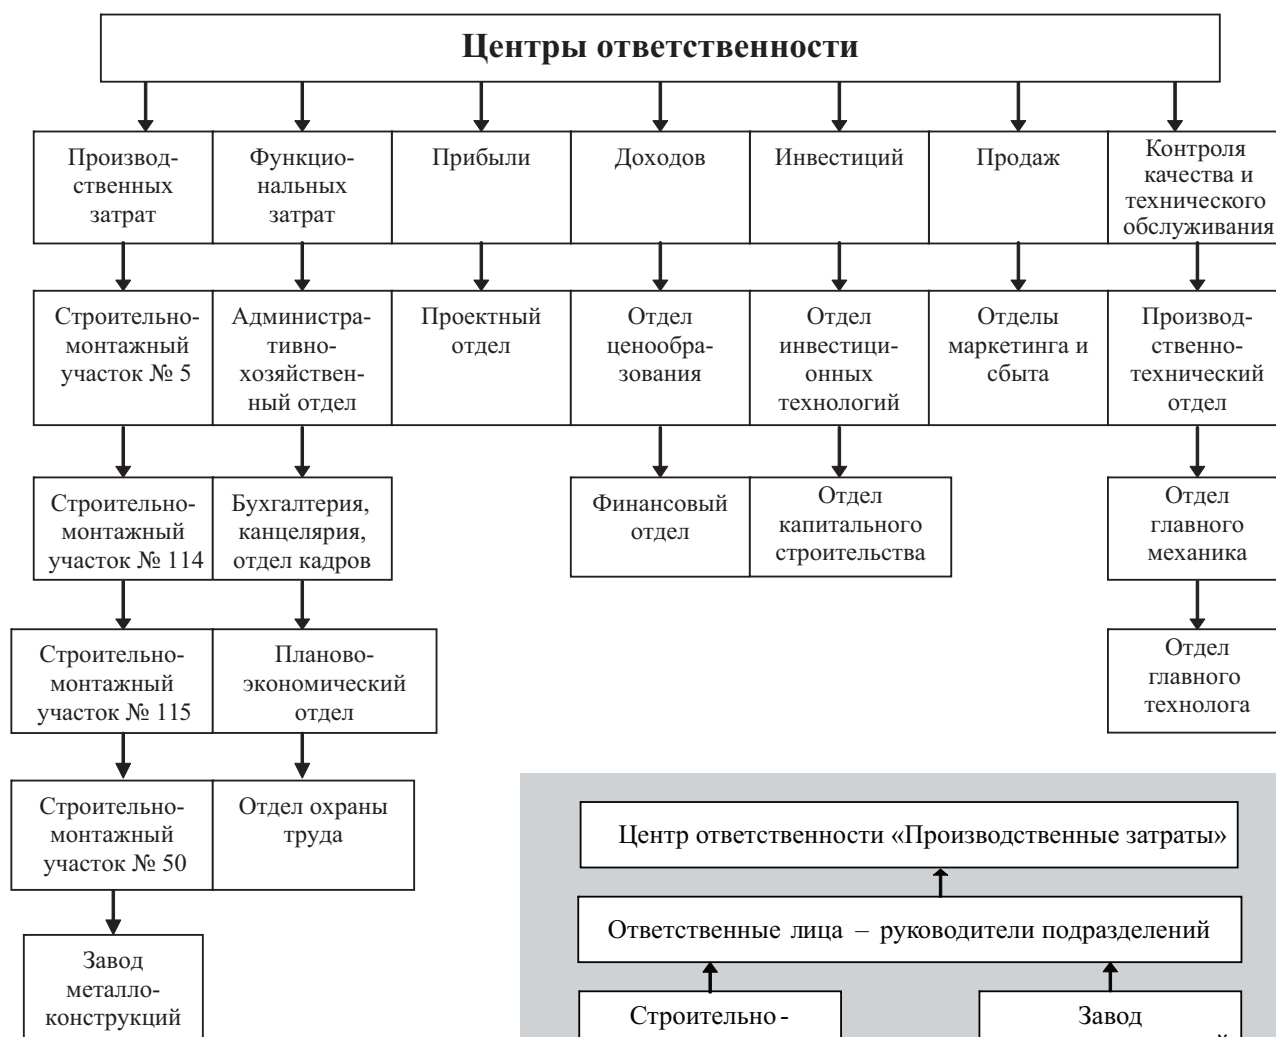 Центры ответственности
Производ-
ственных
затрат
Функцио-
нальных
затрат
Прибыли
Доходов
Инвестиций
Продаж
Контроля
качества и
технического
обслуживания
Строительно-
монтажный
участок № 5
Администра-
тивно-
хозяйствен-
ный отдел
Проектный
отдел
Отдел
ценообра-
зования
Отдел
инвестици-
онных
технологий
Отделы
маркетинга и
сбыта
Производ-
ственно-
технический
отдел
Строительно-
монтажный
участок № 114
Бухгалтерия,
канцелярия,
отдел кадров
Финансовый
отдел
Отдел
капитального
строительства
Отдел
главного
механика
Строительно-
монтажный
участок № 115
Планово-
экономический
отдел
Отдел
главного
технолога
Строительно-
монтажный
участок № 50
Отдел охраны
труда
Завод
металло-
конструкций
Центр ответственности «Производственные затраты»
Ответственные лица – руководители подразделений
Строительно -
Завод